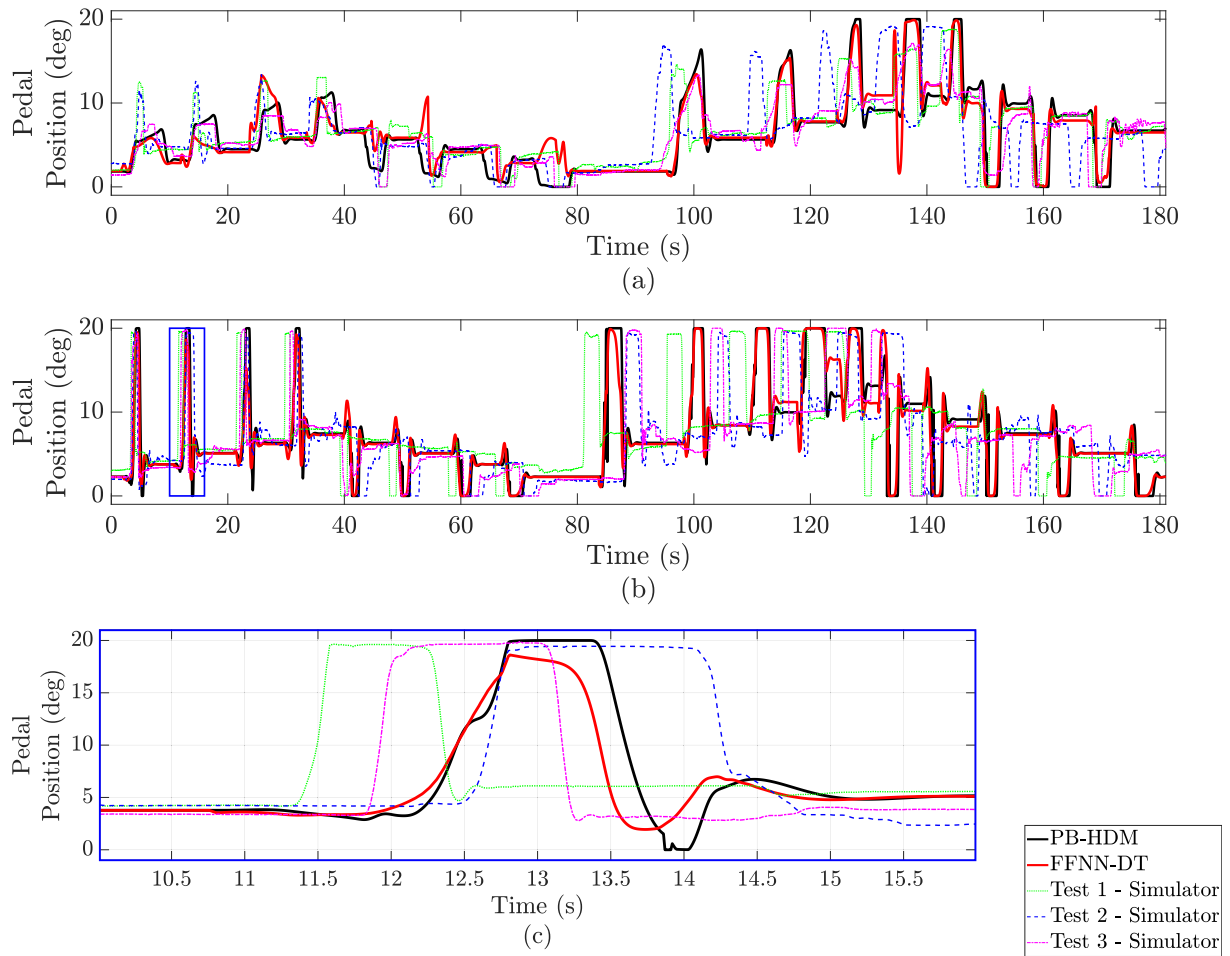 20
10
0
Pedal
Position (deg)
0 20 40 60 80 100 120 140 160 180
Time (s)
(a)
20
10
0
Pedal
Position (deg)
0 20 40 60 80 100 120 140 160 180
Time (s)
(b)
20
15
10
5
0
Pedal
Position (deg)
10.5 11 11.5 12 12.5 13 13.5 14 14.5 15 15.5
Time (s)
(c)
PB-HDM
FFNN-DT
Test 1 - Simulator
Test 2 - Simulator
Test 3 - Simulator